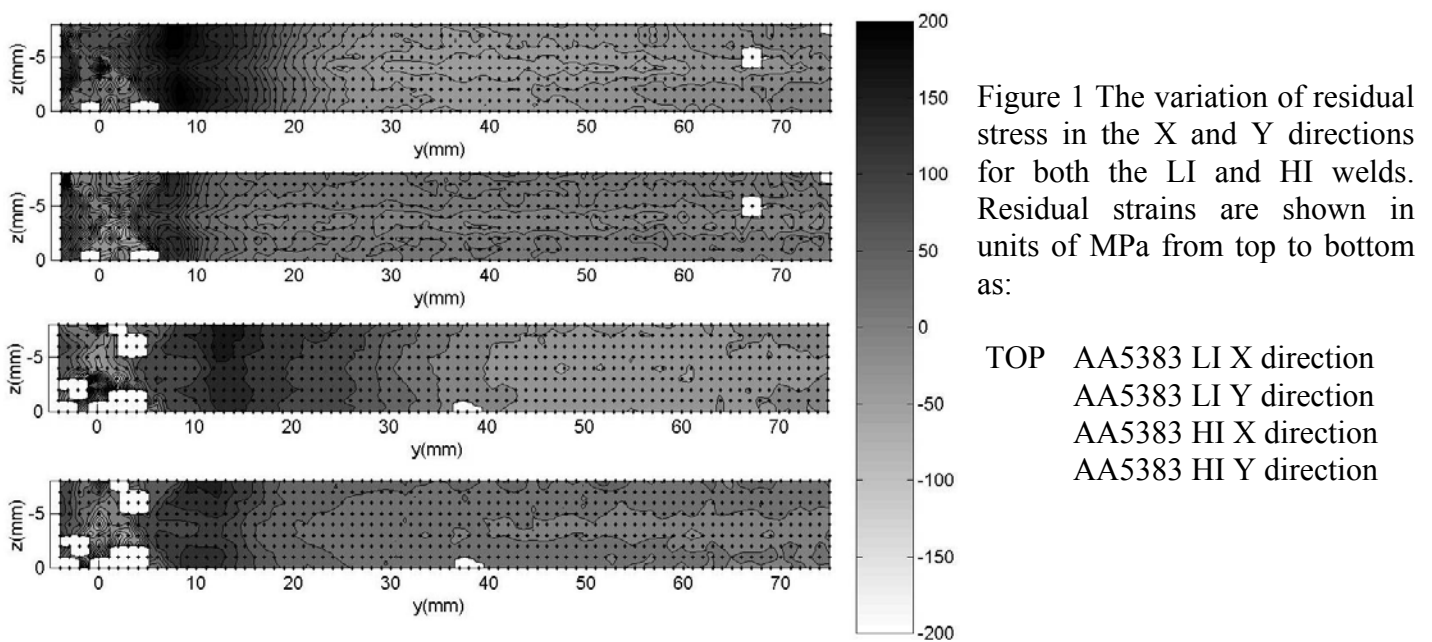 z(mm)
-5
0
0 10 20 30 40 50 60 70
y(mm)
z(mm)
-5
0
0 10 20 30 40 50 60 70
y(mm)
z(mm)
-5
0
0 10 20 30 40 50 60 70
y(mm)
z(mm)
-5
0
0 10 20 30 40 50 60 70
y(mm)
200
150
100
50
0
-50
-100
-150
-200
Figure 1 The variation of residual
stress in the X and Y directions
for both the LI and HI welds.
Residual strains are shown in
units of MPa from top to bottom
as:
TOP AA5383 LI X direction
AA5383 LI Y direction
AA5383 HI X direction
AA5383 HI Y direction